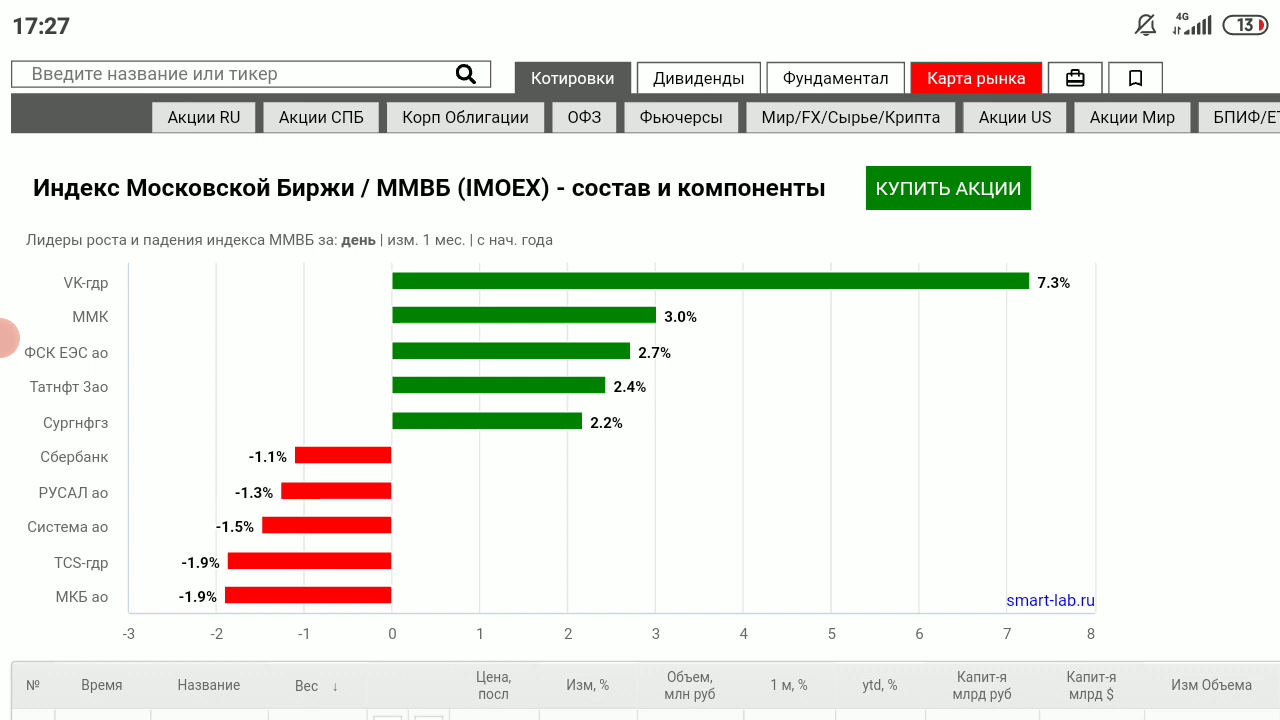 17:27
4G
13
Введите название или тикер
Котировки
Дивиденды
Фундаментал
Карта рынка
Акции RU
Акции СПБ
Корп Облигации
ОФЗ
Фьючерсы
Мир/FX/Сырье/Крипта
Акции US
Акции Мир
БПИФ/ET
Индекс Московской Биржи / ММВБ (IMOEX) - состав и компоненты
КУПИТЬ АКЦИИ
Лидеры роста и падения индекса ММВБ за: день | изм. 1 мес. | с нач. года
VK-гдр 7.3%
ММК 3.0%
ФСК ЕЭС ао 2.7%
Татнфт 3ао 2.4%
Сургнфгз 2.2%
Сбербанк -1.1%
РУСАЛ ао -1.3%
Система ао -1.5%
TCS-гдр -1.9%
МКБ ао -1.9%
smart-lab.ru
-3 -2 -1 0 1 2 3 4 5 6 7 8
№
Время
Название
Вес ↓
Цена,
посл
Изм, %
Объем,
млн руб
1 м, %
ytd, %
Капит-я
млрд руб
Капит-я
млрд $
Изм Объема